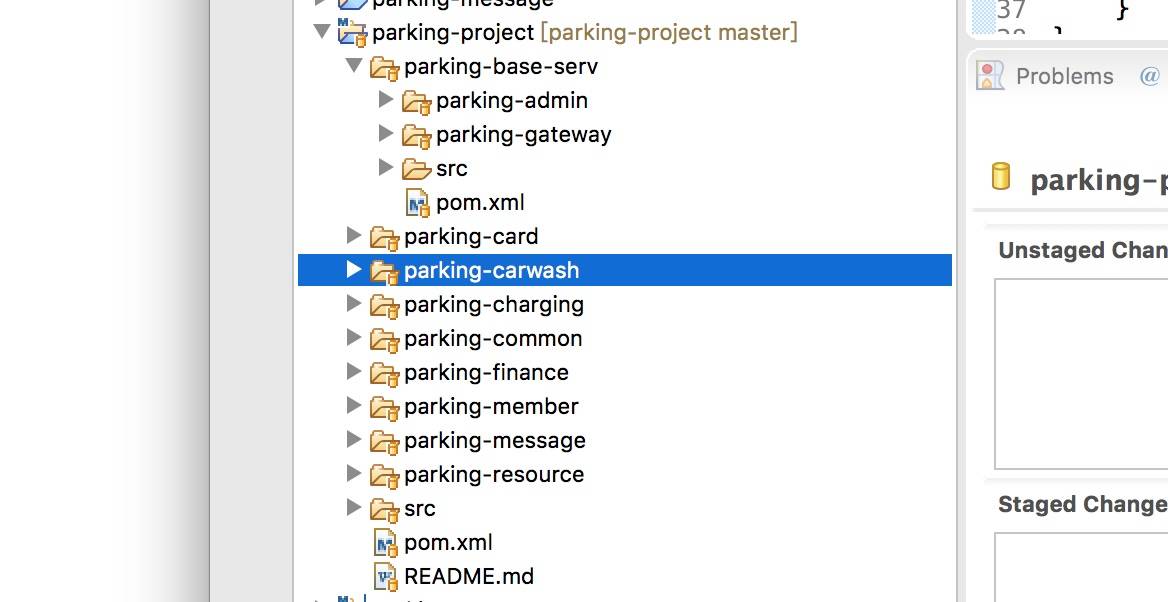 parking-message
parking-project [parking-project master]
parking-base-serv
parking-admin
parking-gateway
src
pom.xml
parking-card
parking-carwash
parking-charging
parking-common
parking-finance
parking-member
parking-message
parking-resource
src
pom.xml
README.md
37 }
38 }
Problems @
parking-p
Unstaged Chan
Staged Change